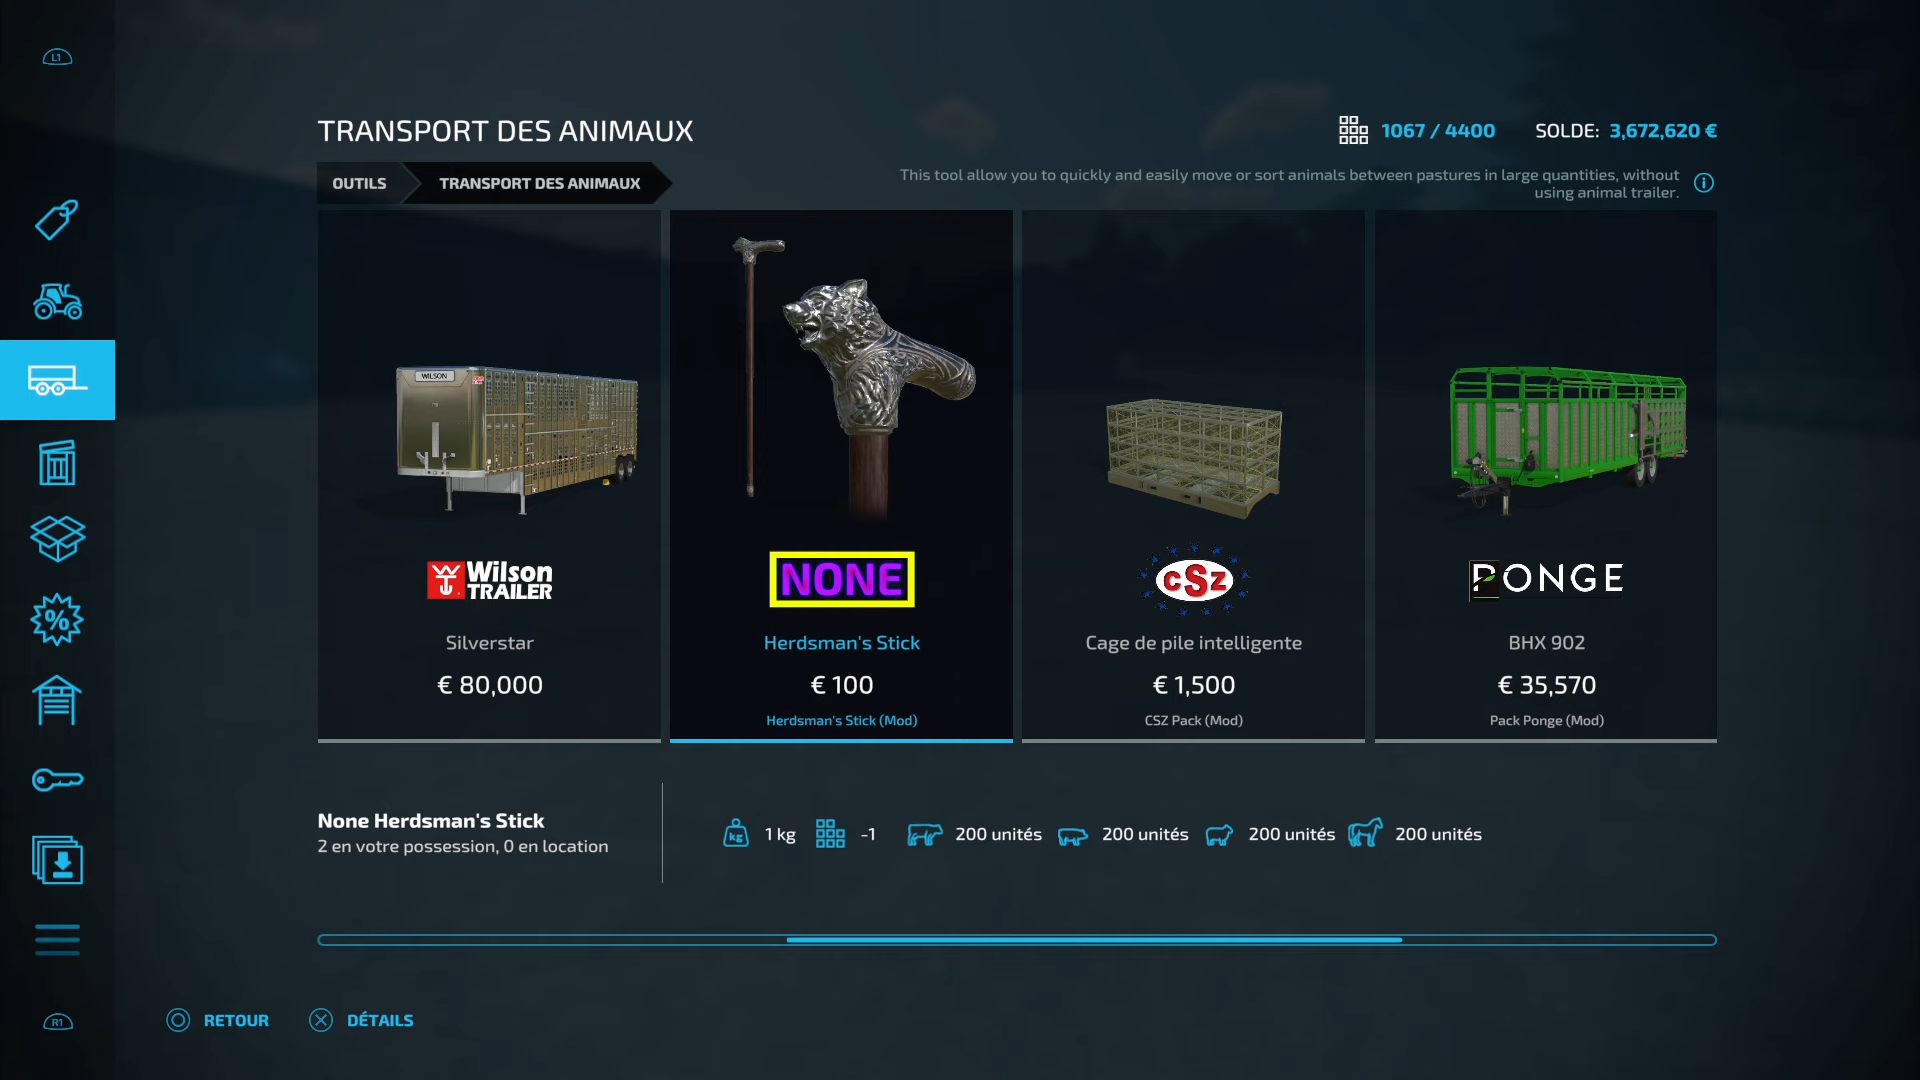 L1
TRANSPORT DES ANIMAUX
1067 / 4400
SOLDE: 3,672,620 €
OUTILS
TRANSPORT DES ANIMAUX
This tool allow you to quickly and easily move or sort animals between pastures in large quantities, without
using animal trailer.
WILSON
Wilson
TRAILER
Silverstar
€ 80,000
NONE
Herdsman's Stick
€ 100
Herdsman's Stick (Mod)
CSZ
Cage de pile intelligente
€ 1,500
CSZ Pack (Mod)
PONGE
BHX 902
€ 35,570
Pack Ponge (Mod)
None Herdsman's Stick
2 en votre possession, 0 en location
kg 1 kg -1 200 unités 200 unités 200 unités 200 unités
R1
RETOUR
DÉTAILS